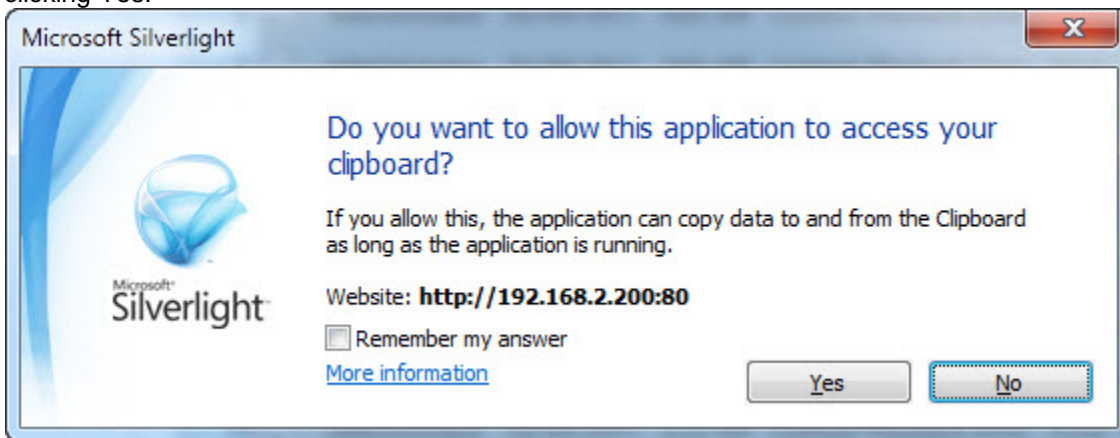 Microsoft Silverlight
Do you want to allow this application to access your
clipboard?
If you allow this, the application can copy data to and from the Clipboard
as long as the application is running.
Microsoft®
Silverlight™
Website: http://192.168.2.200:80
Remember my answer
More information
Yes
No